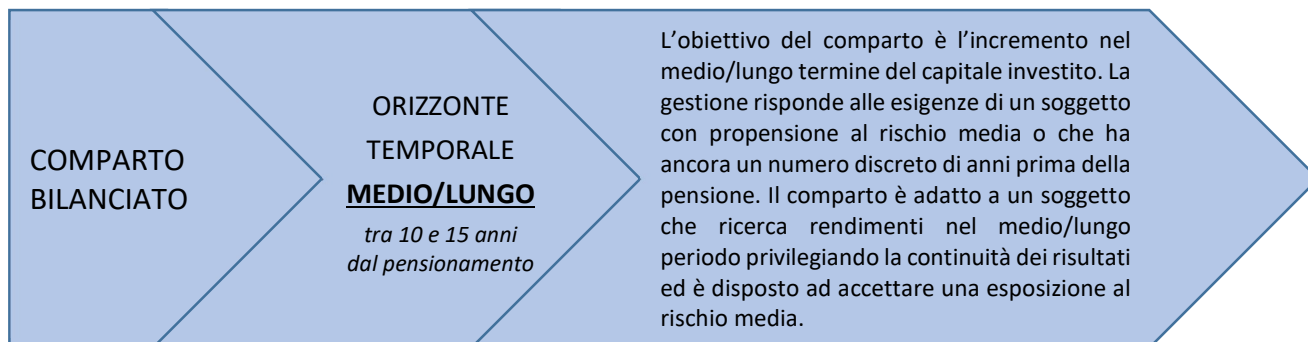 COMPARTO
BILANCIATO
ORIZZONTE
TEMPORALE
MEDIO/LUNGO
tra 10 e 15 anni
dal pensionamento
L’obiettivo del comparto è l’incremento nel
medio/lungo termine del capitale investito. La
gestione risponde alle esigenze di un soggetto
con propensione al rischio media o che ha
ancora un numero discreto di anni prima della
pensione. Il comparto è adatto a un soggetto
che ricerca rendimenti nel medio/lungo
periodo privilegiando la continuità dei risultati
ed è disposto ad accettare una esposizione al
rischio media.